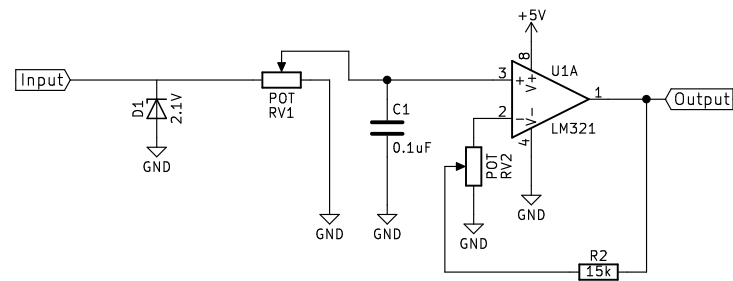 +5V
Input
D1
2.1V
GND
POT
RV1
GND
C1
0.1uF
GND
3
2
+
-
V+
V-
8
4
U1A
1
LM321
Output
POT
RV2
GND
GND
R2
15k